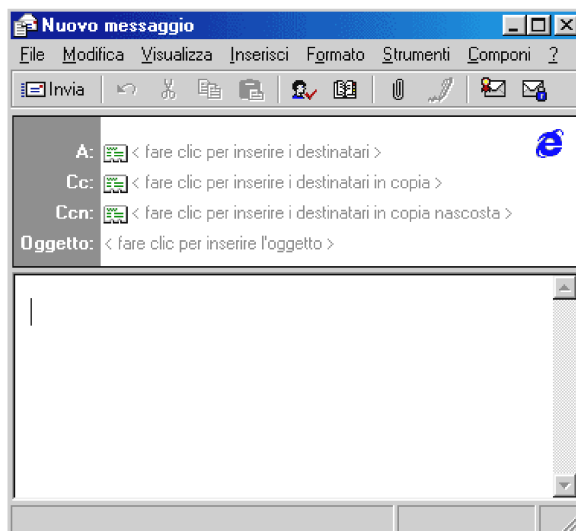 Nuovo messaggio
File Modifica Visualizza Inserisci Formato Strumenti Componi ?
Invia
A: < fare clic per inserire i destinatari >
Cc: < fare clic per inserire i destinatari in copia >
Ccn: < fare clic per inserire i destinatari in copia nascosta >
Oggetto: < fare clic per inserire l'oggetto >